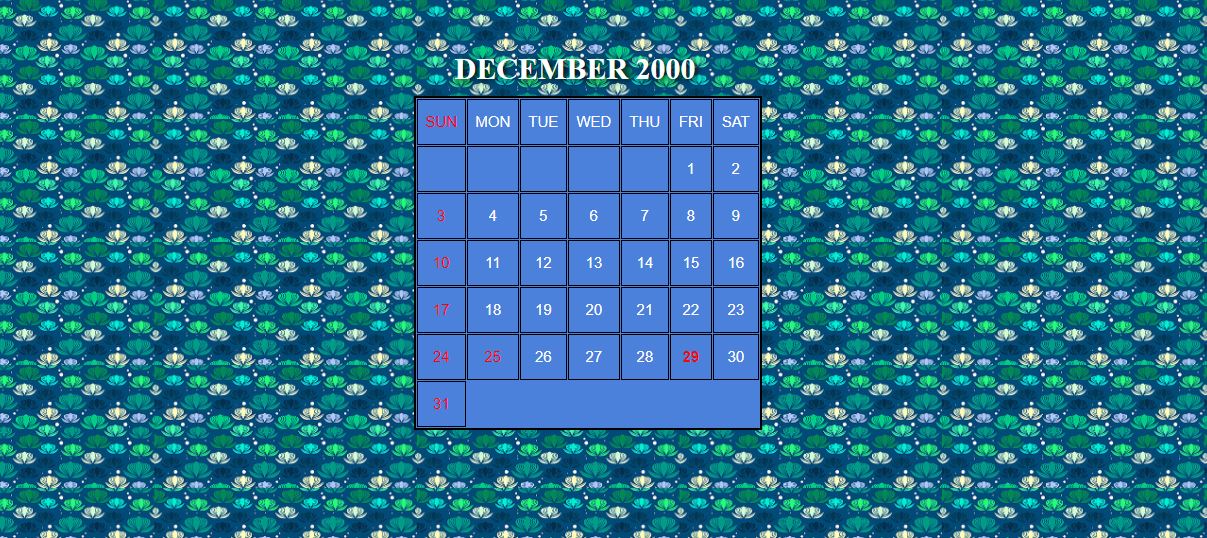 DECEMBER 2000
SUN MON TUE WED THU FRI SAT
1 2
3 4 5 6 7 8 9
10 11 12 13 14 15 16
17 18 19 20 21 22 23
24 25 26 27 28 29 30
31